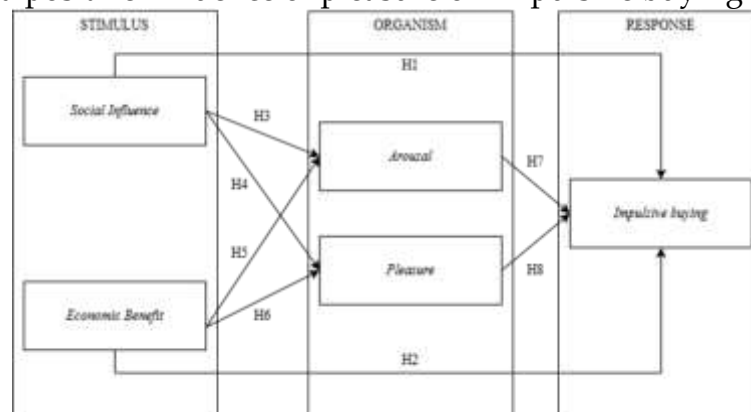 STIMULUS
ORGANISM
RESPONSE
H1
Social Influence
H3
Arousal
H7
H4
Impulsive buying
H5
Pleasure
H8
Economic Benefit
H6
H2